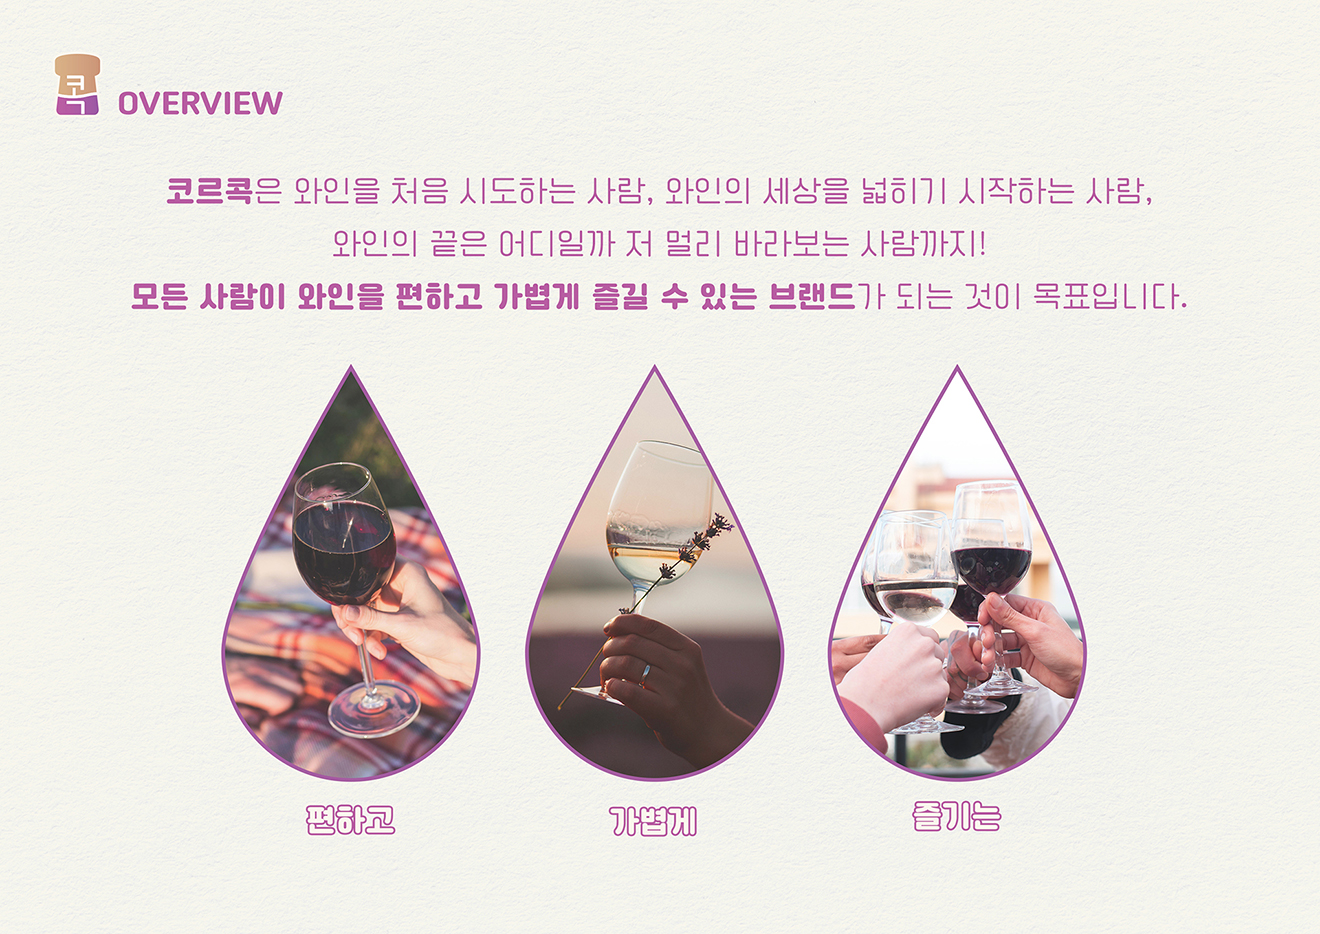 콕
OVERVIEW
코르콕은 와인을 처음 시도하는 사람, 와인의 세상을 넓히기 시작하는 사람,
와인의 끝은 어디일까 저 멀리 바라보는 사람까지!
모든 사람이 와인을 편하고 가볍게 즐길 수 있는 브랜드가 되는 것이 목표입니다.
편하고
가볍게
즐기는